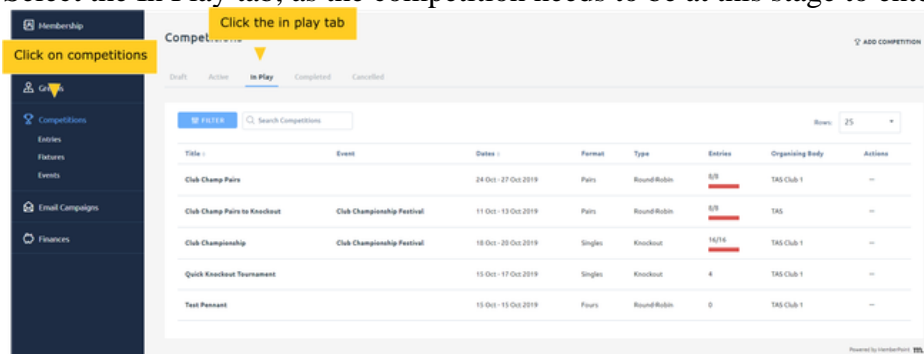 Select the In Play tab, as the competition needs to be at this stage to ente
Membership
Click the in play tab
Competitions
ADD COMPETITION
Click on competitions
Draft Active In Play Completed Cancelled
Competitions
FILTER Search Competitions Rows: 25
Entries
Fixtures
Events
Title Event Dates Format Type Entries Organising Body Actions
Club Champ Pairs 24 Oct - 27 Oct 2019 Pairs Round Robin 8/8 TAS Club 1 ...
Email Campaigns
Club Champ Pairs to Knockout Club Championship Festival 11 Oct - 13 Oct 2019 Pairs Round Robin 8/8 TAS ...
Finances
Club Championship Club Championship Festival 18 Oct - 20 Oct 2019 Singles Knockout 16/16 TAS Club 1 ...
Quick Knockout Tournament 15 Oct - 17 Oct 2019 Singles Knockout 4 TAS Club 1 ...
Test Pennant 15 Oct - 15 Oct 2019 Fours Round Robin 0 TAS Club 1 ...
Powered by MemberPoint